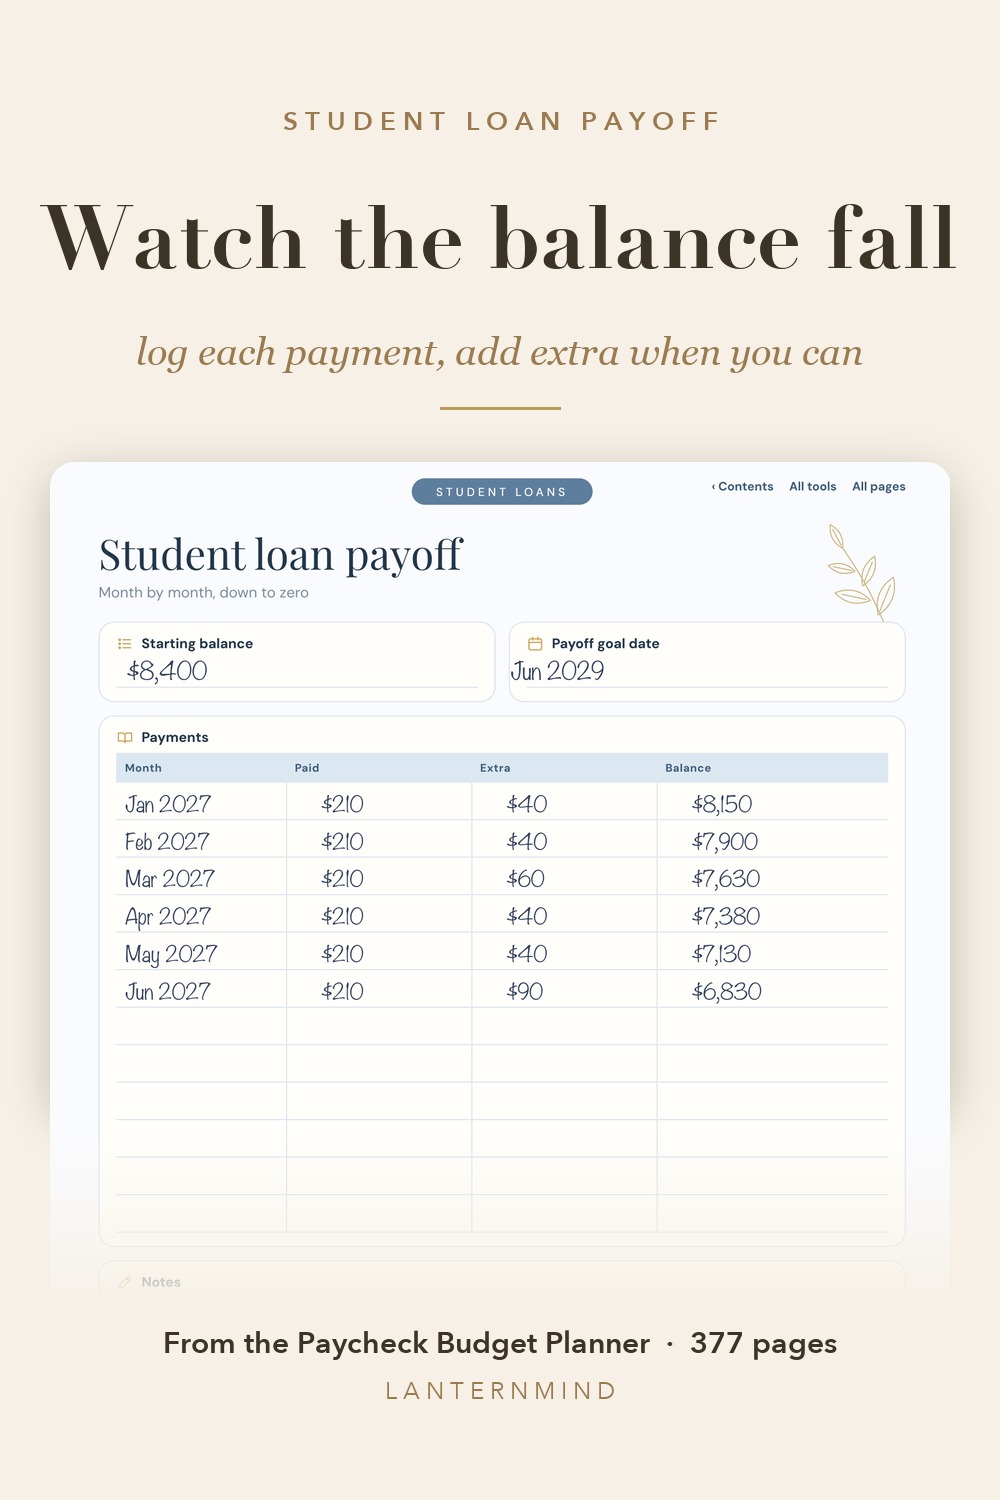 STUDENT LOAN PAYOFF
Watch the balance fall
log each payment, add extra when you can
STUDENT LOANS
‹ Contents All tools All pages
Student loan payoff
Month by month, down to zero
Starting balance
$8,400
Payoff goal date
Jun 2029
Payments
Month Paid Extra Balance
Jan 2027 $210 $40 $8,150
Feb 2027 $210 $40 $7,900
Mar 2027 $210 $60 $7,630
Apr 2027 $210 $40 $7,380
May 2027 $210 $40 $7,130
Jun 2027 $210 $90 $6,830
Notes
From the Paycheck Budget Planner · 377 pages
LANTERNMIND